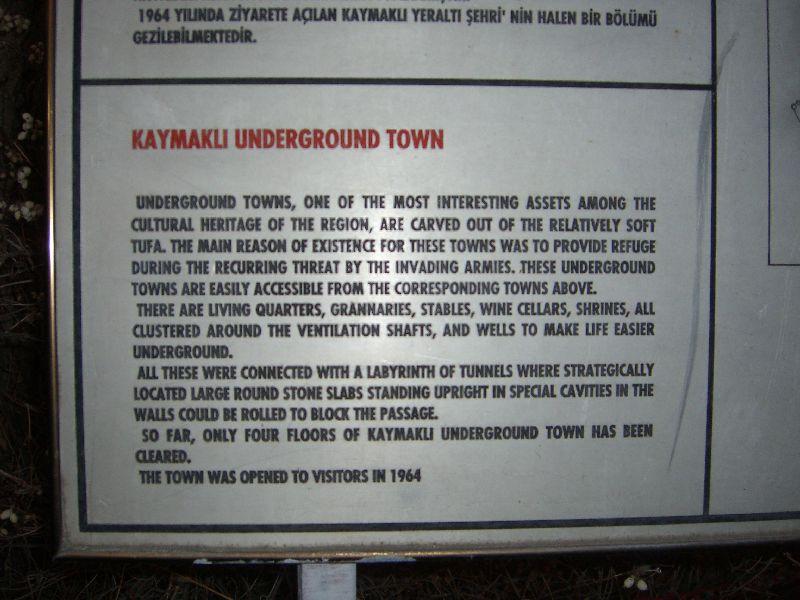 1964 YILINDA ZİYARETE AÇILAN KAYMAKLI YERALTI ŞEHRİ' NİN HALEN BİR BÖLÜMÜ
GEZİLEBİLMEKTEDİR.
KAYMAKLI UNDERGROUND TOWN
UNDERGROUND TOWNS, ONE OF THE MOST INTERESTING ASSETS AMONG THE
CULTURAL HERITAGE OF THE REGION, ARE CARVED OUT OF THE RELATIVELY SOFT
TUFA. THE MAIN REASON OF EXISTENCE FOR THESE TOWNS WAS TO PROVIDE REFUGE
DURING THE RECURRING THREAT BY THE INVADING ARMIES. THESE UNDERGROUND
TOWNS ARE EASILY ACCESSIBLE FROM THE CORRESPONDING TOWNS ABOVE.
THERE ARE LIVING QUARTERS, GRANNARIES, STABLES, WINE CELLARS, SHRINES, ALL
CLUSTERED AROUND THE VENTILATION SHAFTS, AND WELLS TO MAKE LIFE EASIER
UNDERGROUND.
ALL THESE WERE CONNECTED WITH A LABYRINTH OF TUNNELS WHERE STRATEGICALLY
LOCATED LARGE ROUND STONE SLABS STANDING UPRIGHT IN SPECIAL CAVITIES IN THE
WALLS COULD BE ROLLED TO BLOCK THE PASSAGE.
SO FAR, ONLY FOUR FLOORS OF KAYMAKLI UNDERGROUND TOWN HAS BEEN
CLEARED.
THE TOWN WAS OPENED TO VISITORS IN 1964